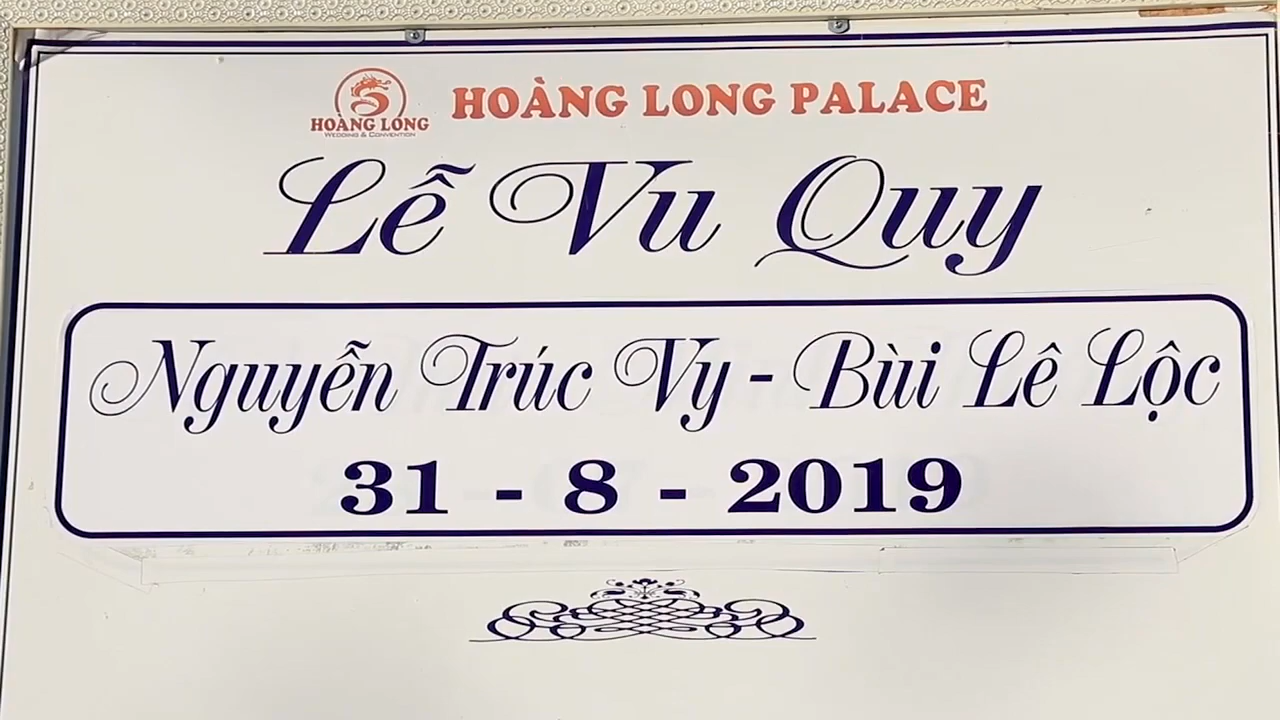 HOÀNG LONG
WEDDING & CONVENTION
HOÀNG LONG PALACE
Lễ Vu Quy
Nguyễn Trúc Vy - Bùi Lê Lộc
31 - 8 - 2019